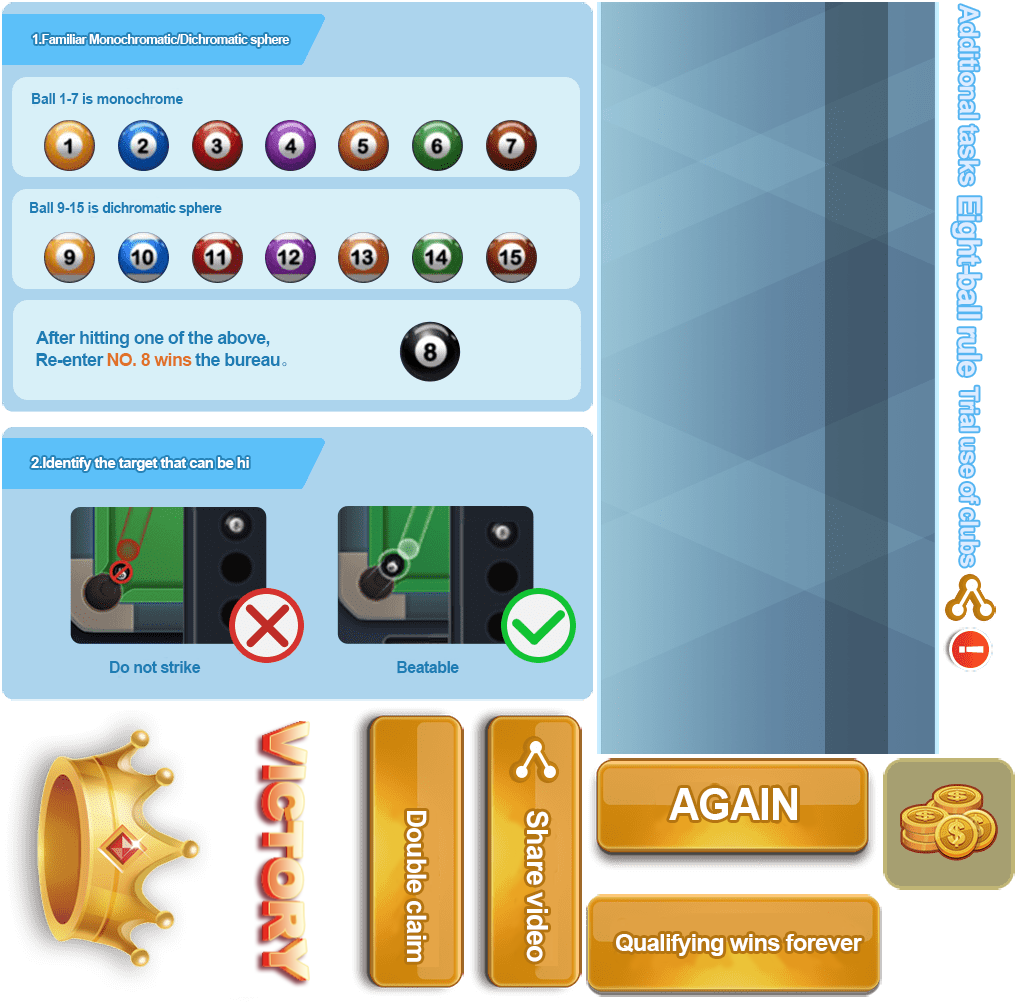 1.Familiar Monochromatic/Dichromatic sphere
Ball 1-7 is monochrome
1 2 3 4 5 6 7
Ball 9-15 is dichromatic sphere
9 10 11 12 13 14 15
After hitting one of the above,
Re-enter NO. 8 wins the bureau。
8
2.Identify the target that can be hi
Do not strike
Beatable
Additional tasks
Eight-ball rule
Trial use of clubs
VICTORY
Double claim
Share video
AGAIN
Qualifying wins forever